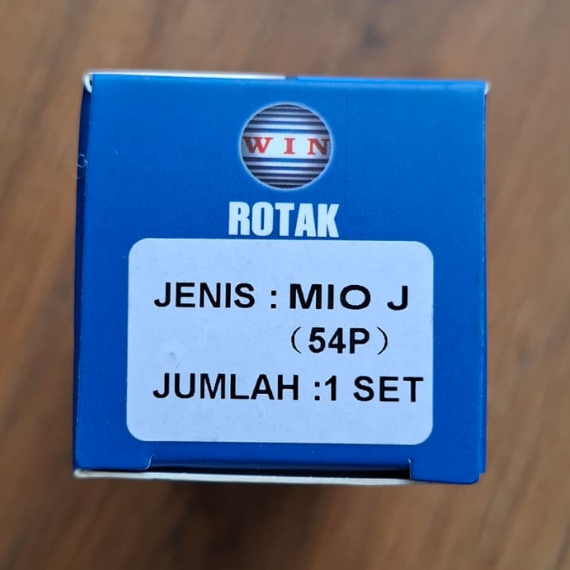 WIN
ROTAK
JENIS : MIO J
（54P）
JUMLAH :1 SET